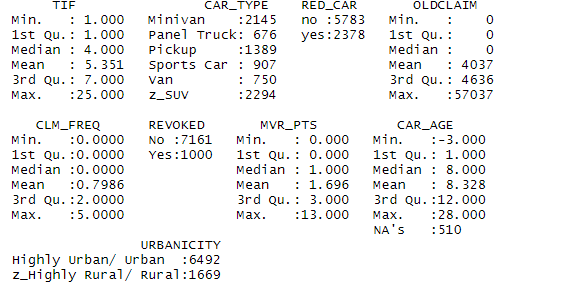 TIF                CAR_TYPE     RED_CAR       OLDCLAIM
Min.   : 1.000   Minivan    :2145   no :5783   Min.   :    0
1st Qu.: 1.000   Panel Truck: 676   yes:2378   1st Qu.:    0
Median : 4.000   Pickup     :1389              Median :    0
Mean   : 5.351   Sports Car : 907              Mean   : 4037
3rd Qu.: 7.000   Van        : 750              3rd Qu.: 4636
Max.   :25.000   z_SUV      :2294              Max.   :57037
   CLM_FREQ      REVOKED       MVR_PTS          CAR_AGE
Min.   :0.0000   No :7161   Min.   : 0.000   Min.   :-3.000
1st Qu.:0.0000   Yes:1000   1st Qu.: 0.000   1st Qu.: 1.000
Median :0.0000              Median : 1.000   Median : 8.000
Mean   :0.7986              Mean   : 1.696   Mean   : 8.328
3rd Qu.:2.0000              3rd Qu.: 3.000   3rd Qu.:12.000
Max.   :5.0000              Max.   :13.000   Max.   :28.000
                                             NA's   :510
                URBANICITY
Highly Urban/ Urban  :6492
z_Highly Rural/ Rural:1669